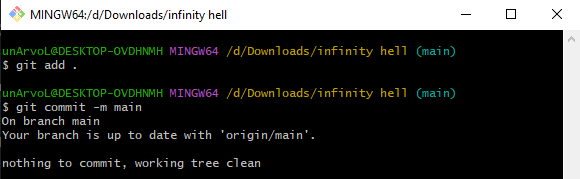 MINGW64:/d/Downloads/infinity hell
unArvoL@DESKTOP-OVDHNMH MINGW64 /d/Downloads/infinity hell (main)
$ git add .
unArvoL@DESKTOP-OVDHNMH MINGW64 /d/Downloads/infinity hell (main)
$ git commit -m main
On branch main
Your branch is up to date with 'origin/main'.
nothing to commit, working tree clean